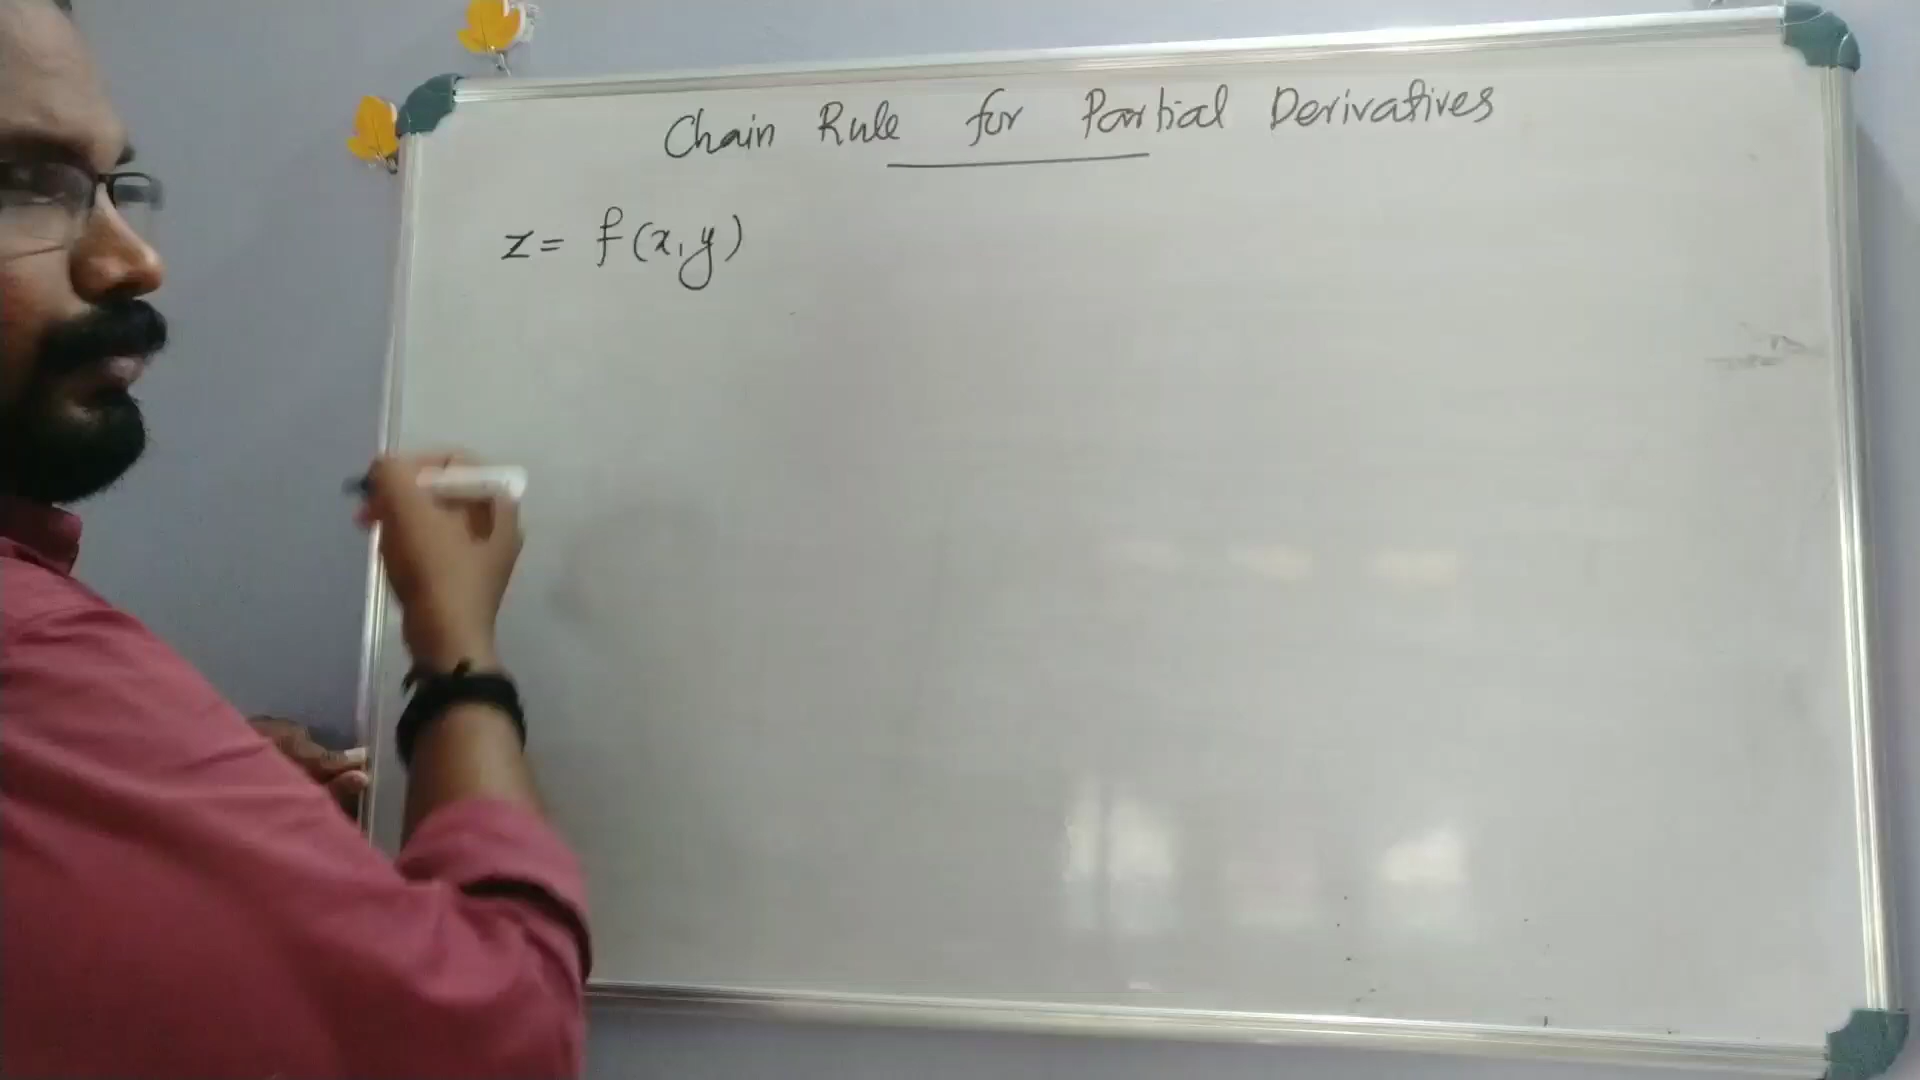 Chain Rule for Partial Derivatives
z = f(x, y)